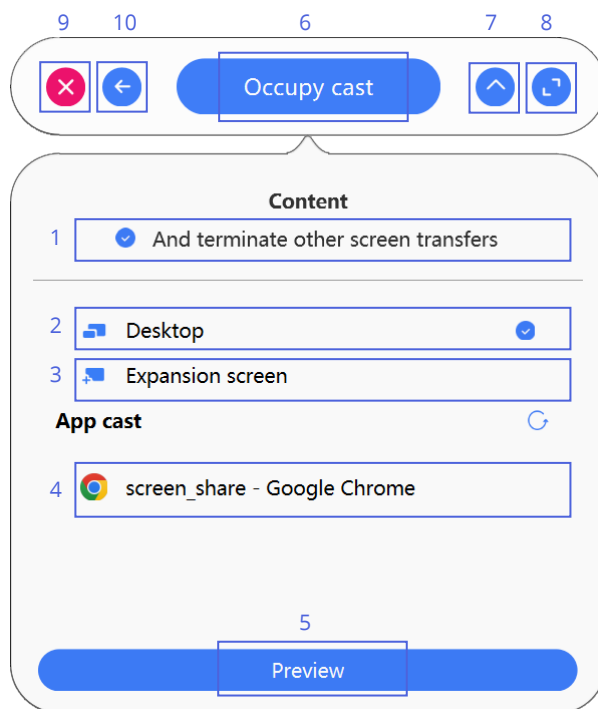 9 10 6 7 8
Occupy cast
Content
1 And terminate other screen transfers
2 Desktop
3 Expansion screen
App cast
4 screen_share - Google Chrome
5
Preview